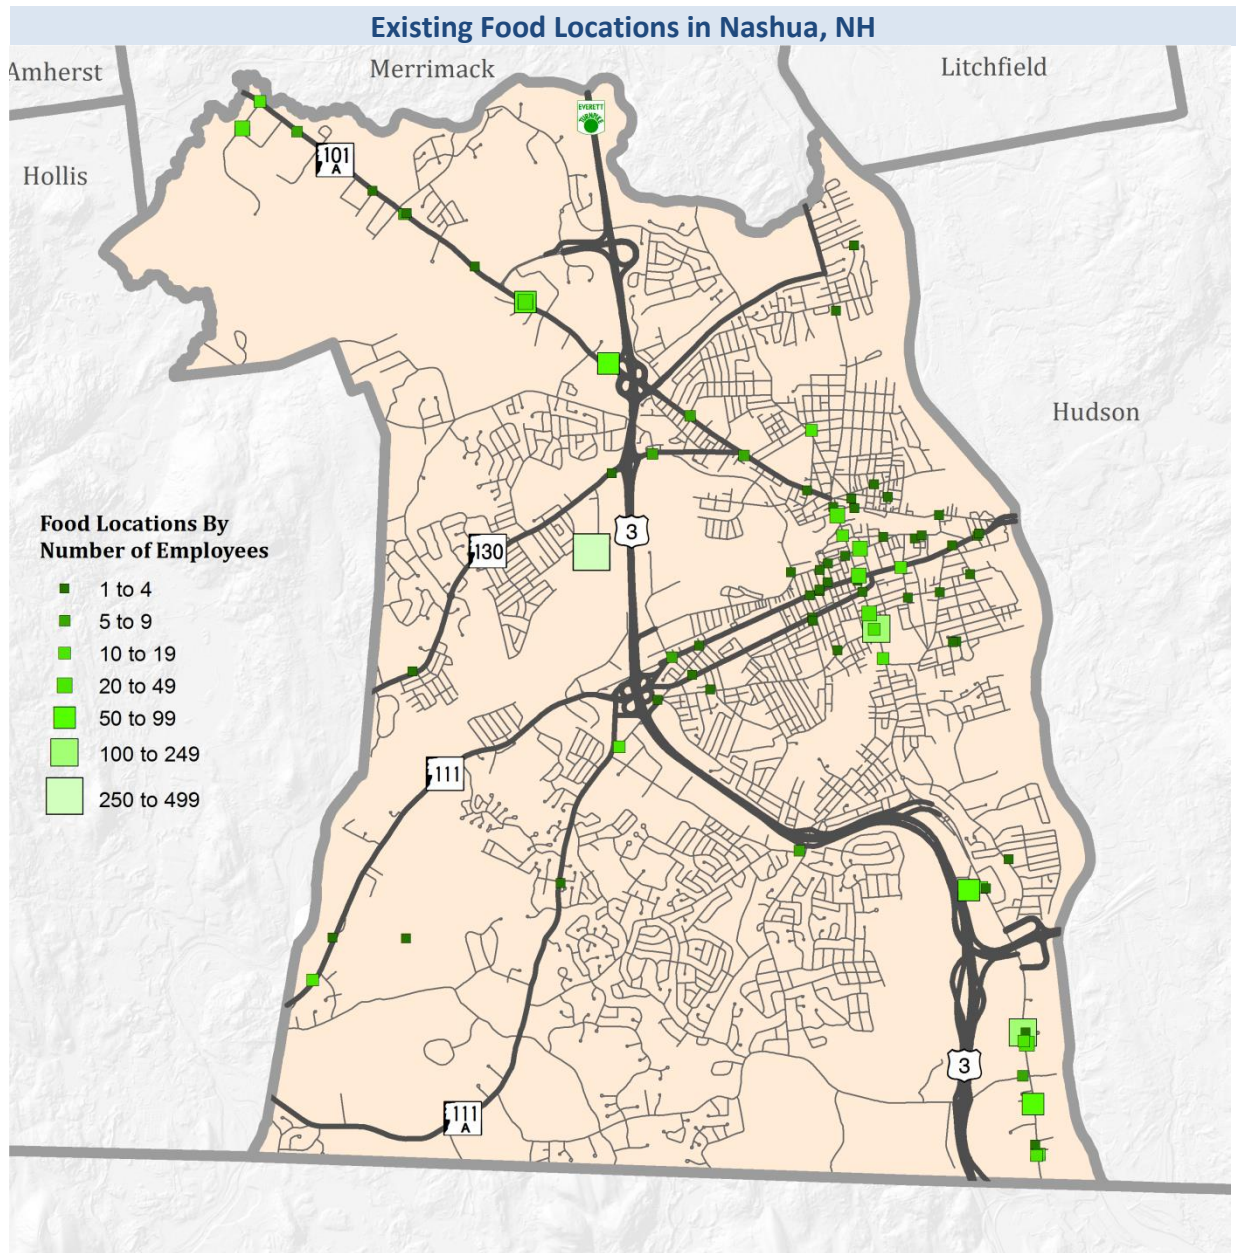 Existing Food Locations in Nashua, NH
Amherst
Merrimack
Litchfield
EVERETT
TURNPIKE
101
A
Hollis
Hudson
Food Locations By
Number of Employees
1 to 4
5 to 9
10 to 19
20 to 49
50 to 99
100 to 249
250 to 499
3
130
111
3
111
A